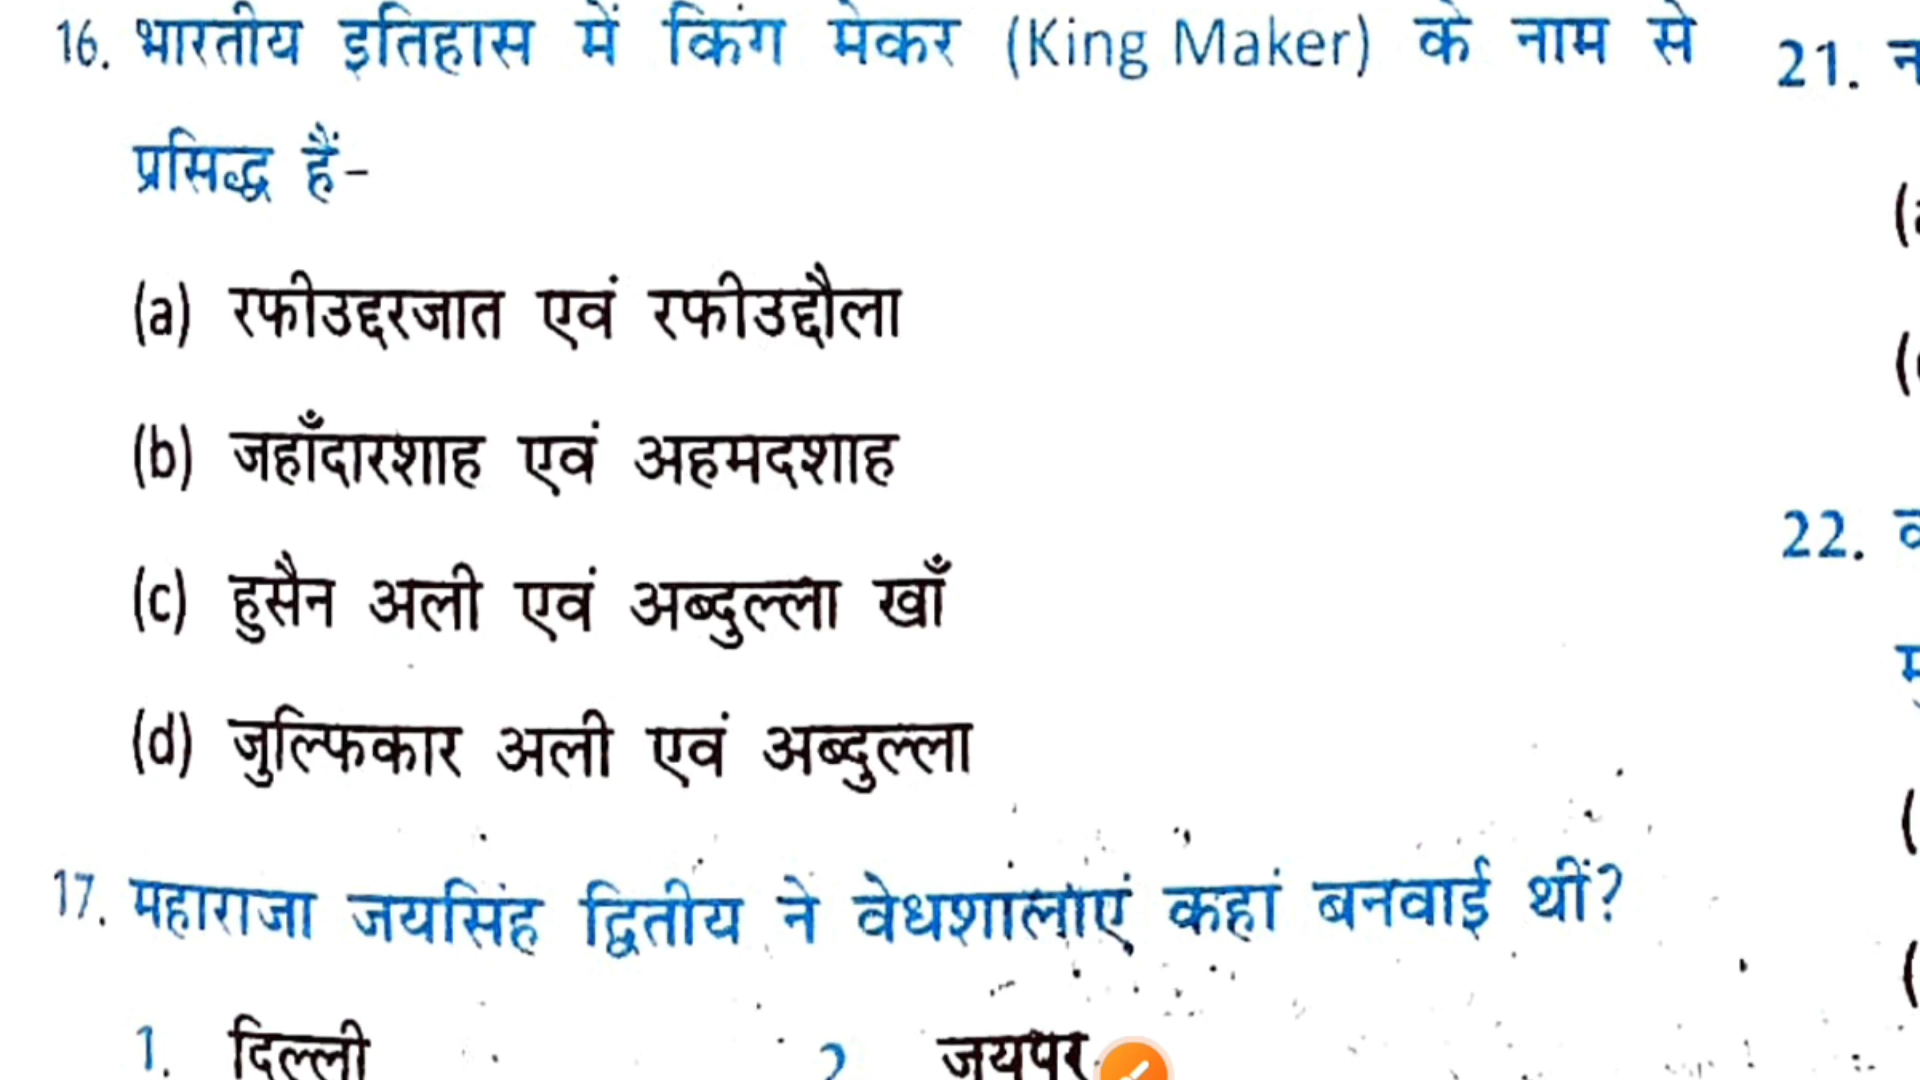 16. भारतीय इतिहास में किंग मेकर (King Maker) के नाम से
प्रसिद्ध हैं-
(a) रफीउद्दरजात एवं रफीउद्दौला
(b) जहाँदारशाह एवं अहमदशाह
(c) हुसैन अली एवं अब्दुल्ला खाँ
(d) जुल्फिकार अली एवं अब्दुल्ला
17. महाराजा जयसिंह द्वितीय ने वेधशालाएं कहां बनवाई थीं?
1. दिल्ली 2 जयपुर
21.
22.